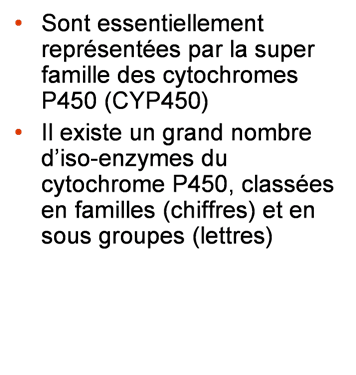 • Sont essentiellement
représentées par la super
famille des cytochromes
P450 (CYP450)
• Il existe un grand nombre
d'iso-enzymes du
cytochrome P450, classées
en familles (chiffres) et en
sous groupes (lettres)